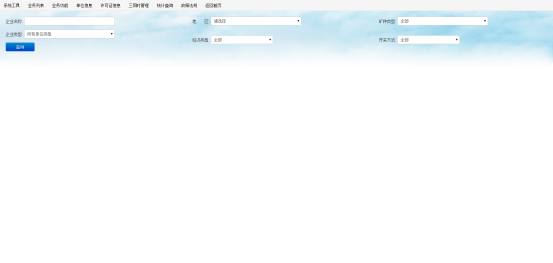 系统工具 业务列表 业务功能 单位信息 许可证信息 三同时管理 统计查询 政策法规 返回首页
企业名称: 地 区: 请选择 矿种类型: 全部
企业类型: 所有发证类型
经济类型: 全部 开采方式: 全部
查询